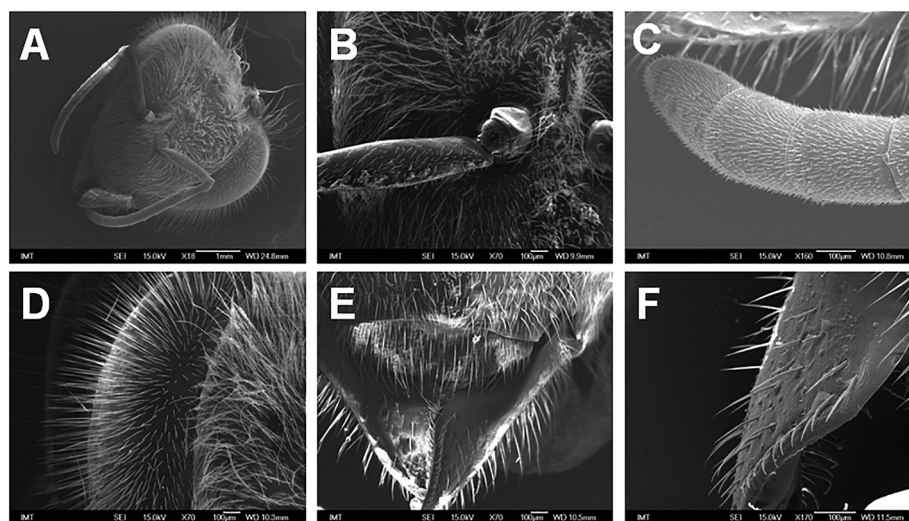 A
IMT SEI 15.0kV X18 1mm WD 24.8mm
B
IMT SEI 15.0kV X70 100µm WD 9.9mm
C
IMT SEI 15.0kV X160 100µm WD 10.8mm
D
IMT SEI 15.0kV X70 100µm WD 10.3mm
E
IMT SEI 15.0kV X70 100µm WD 10.5mm
F
IMT SEI 15.0kV X170 100µm WD 11.5mm